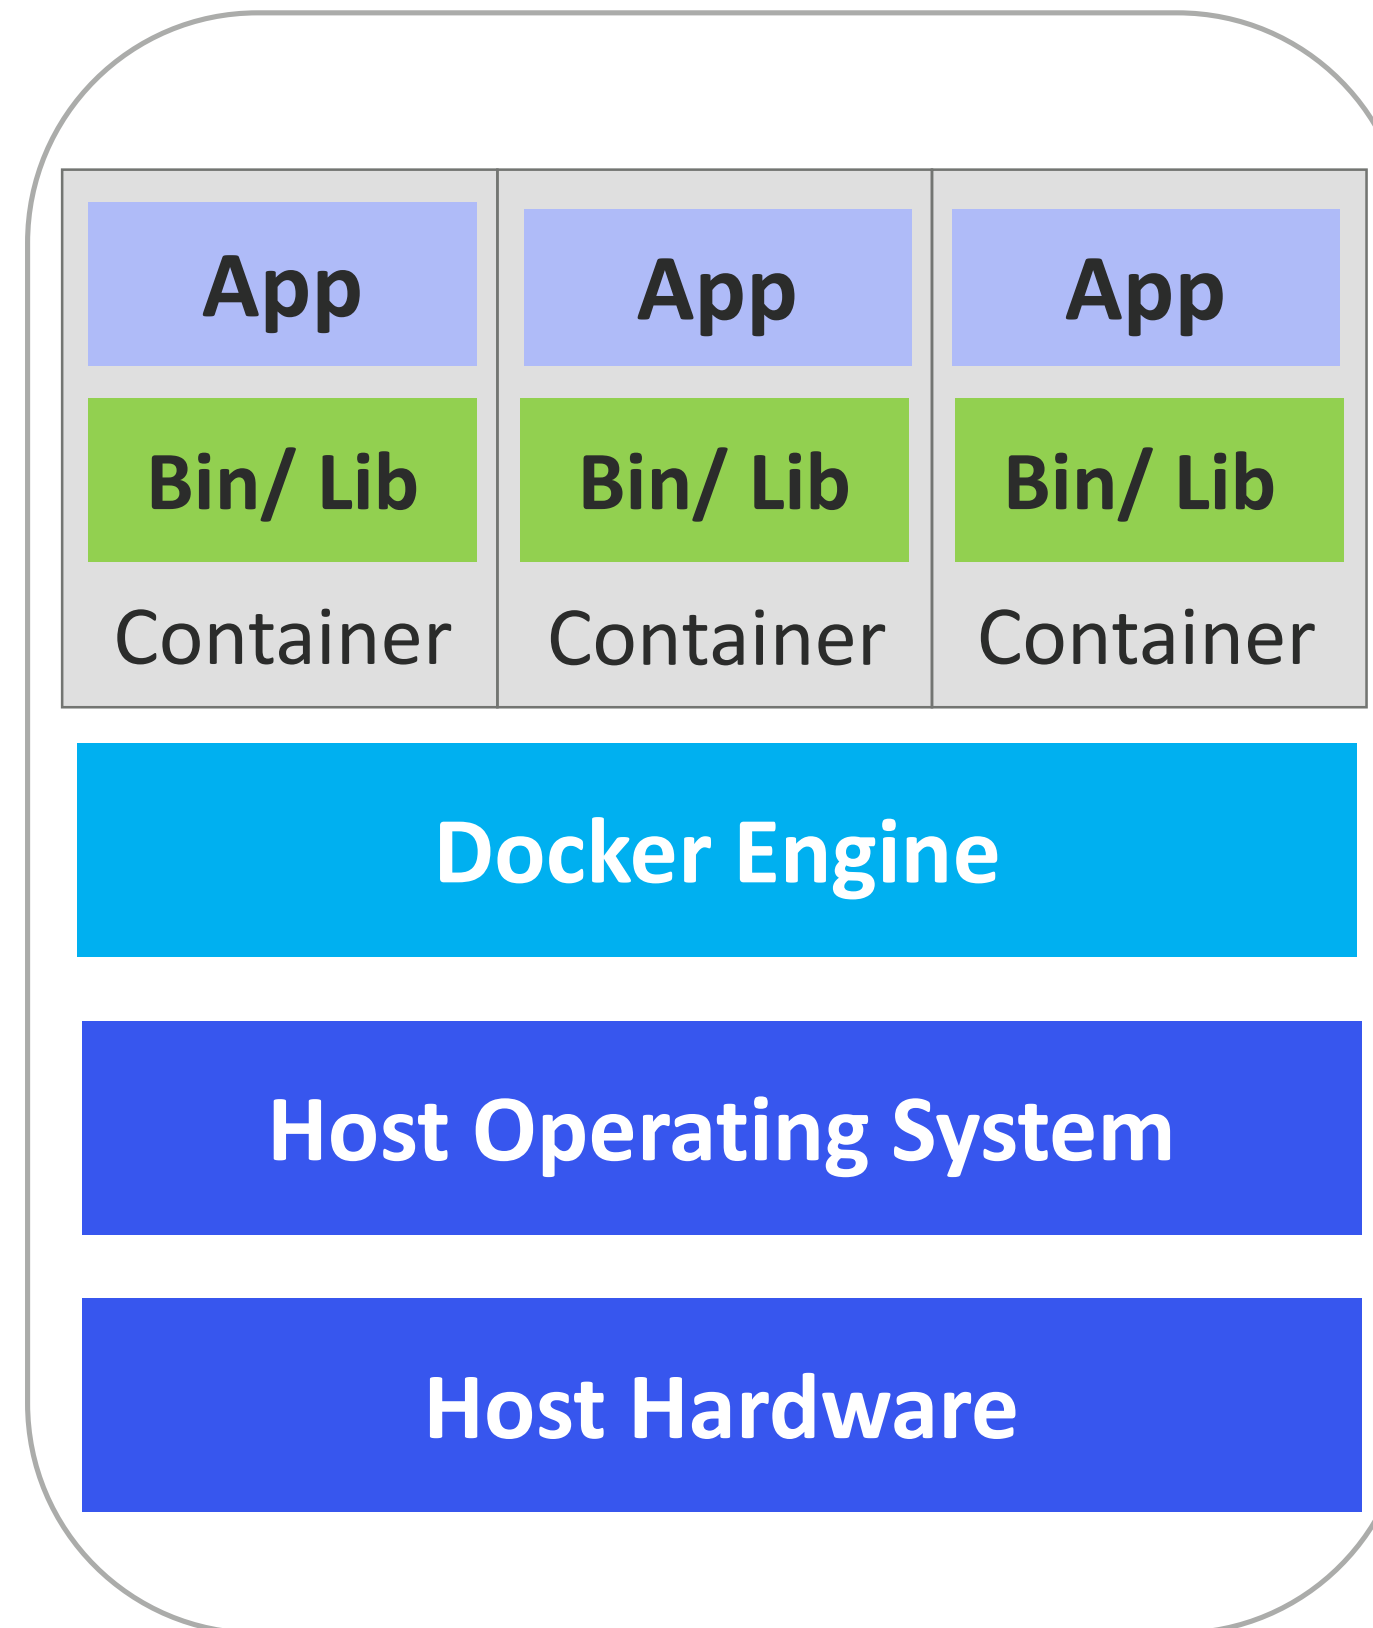 App
App
App
Bin/ Lib
Bin/ Lib
Bin/ Lib
Container
Container
Container
Docker Engine
Host Operating System
Host Hardware